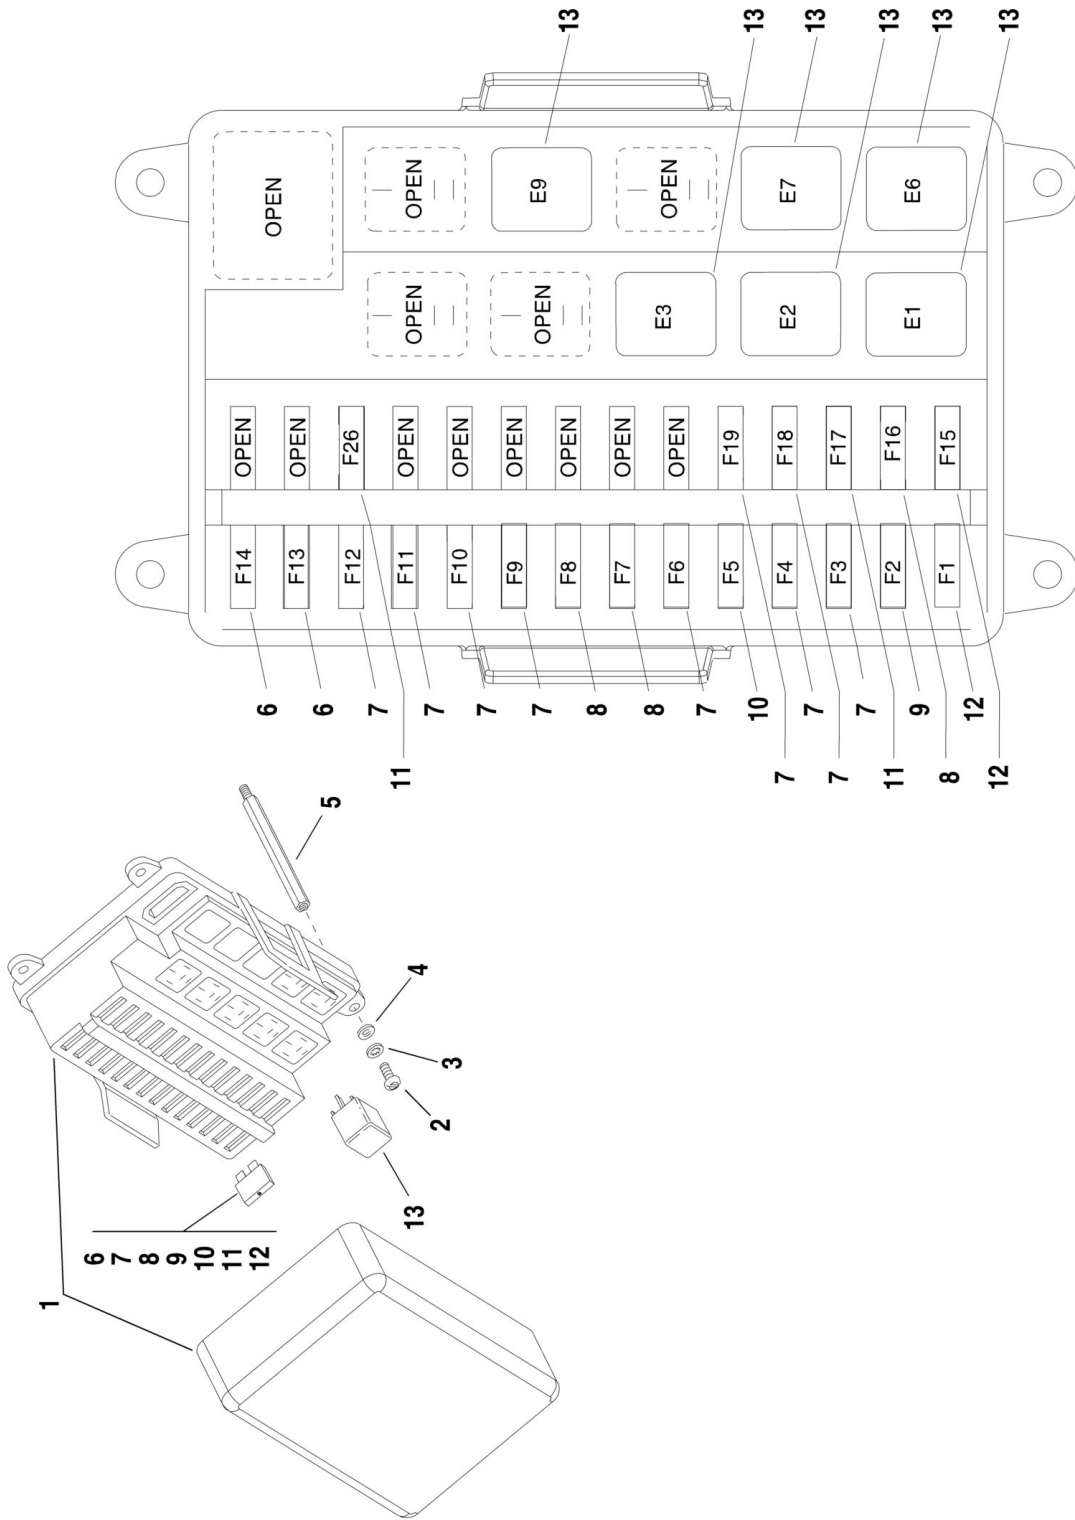 1
6
7
8
9
10
11
12
5
13
2
4
3
6 F14 OPEN
OPEN
6 F13 OPEN
7 F12 F26
11
7 F11 OPEN
OPEN OPEN
7 F10 OPEN
7 F9 OPEN
OPEN E9
13
8 F8 OPEN
8 F7 OPEN
7 F6 OPEN
E3 OPEN
13
10 F5 F19
7
7 F4 F18
E2 E7
13
7
7 F3 F17
13
11
9 F2 F16
E1 E6
13
8
12 F1 F15
12
13